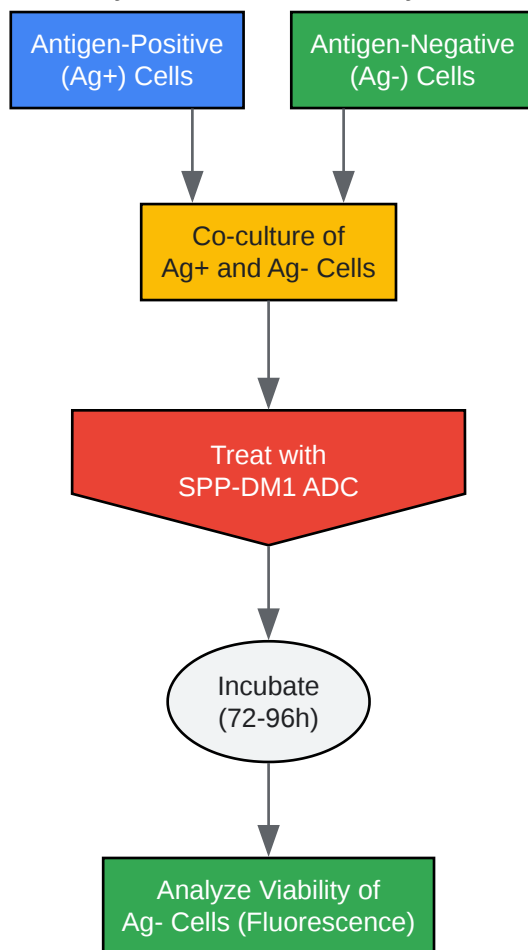 Antigen-Positive
(Ag+) Cells
Antigen-Negative
(Ag-) Cells
Co-culture of
Ag+ and Ag- Cells
Treat with
SPP-DM1 ADC
Incubate
(72-96h)
Analyze Viability of
Ag- Cells (Fluorescence)